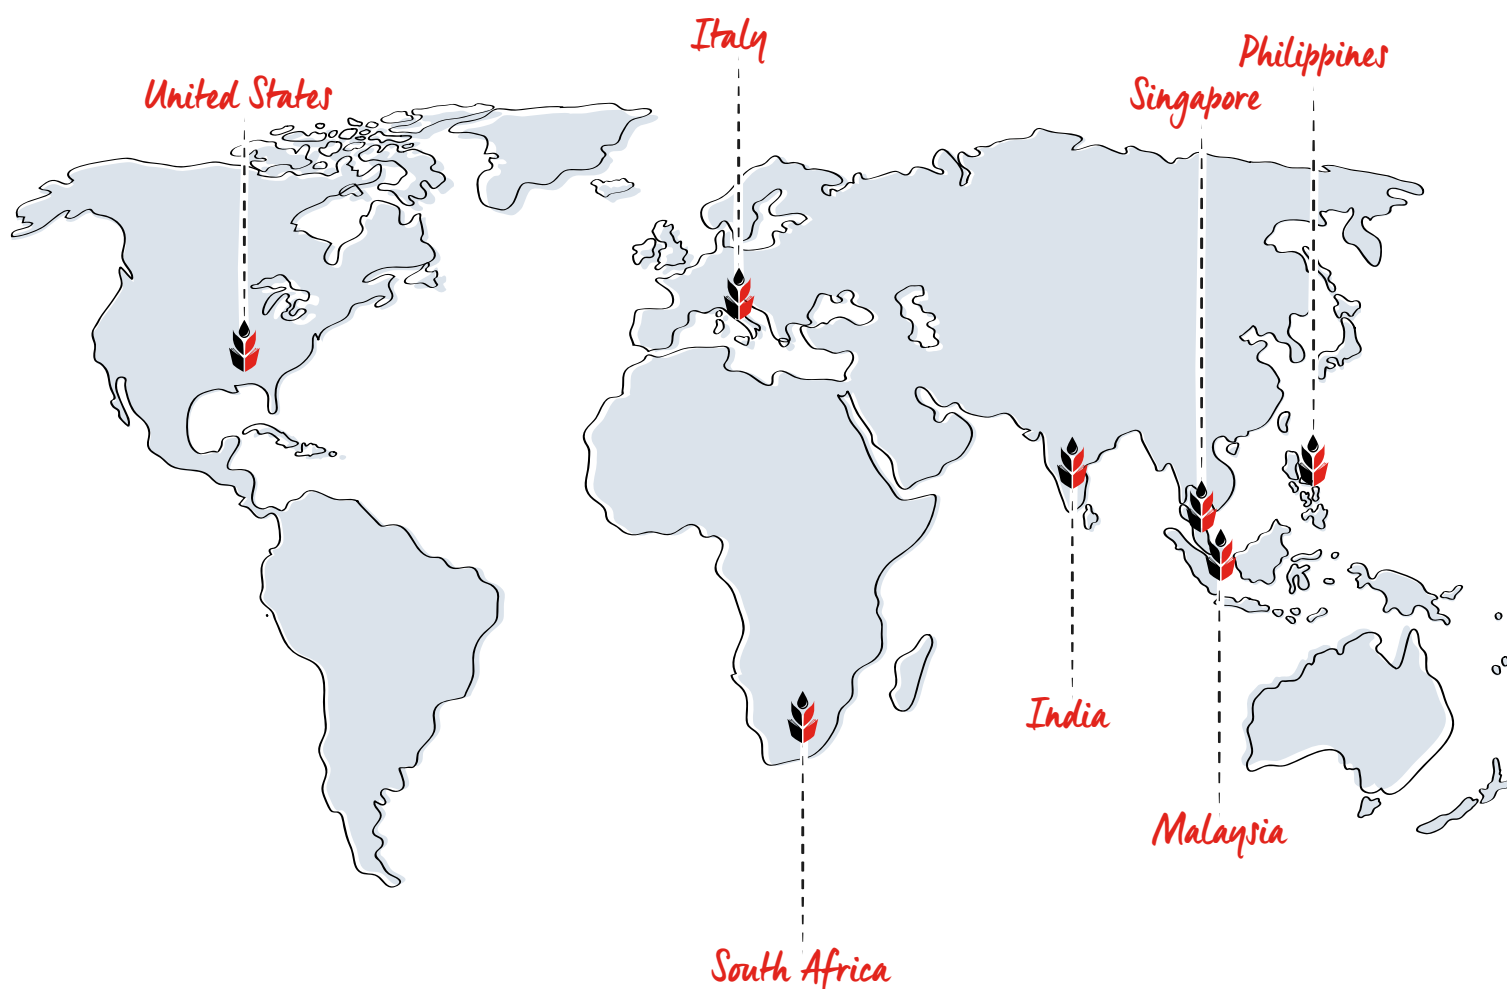 Italy
Philippines
United States
Singapore
India
Malaysia
South Africa